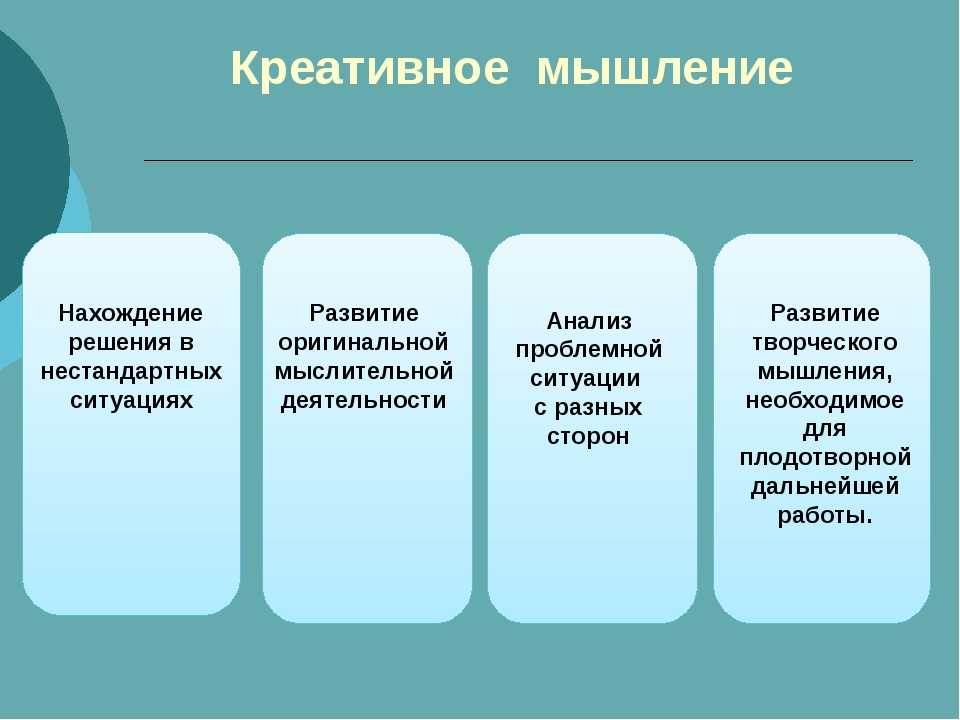 Креативное мышление
Нахождение
решения в
нестандартных
ситуациях
Развитие
оригинальной
мыслительной
деятельности
Анализ
проблемной
ситуации
с разных
сторон
Развитие
творческого
мышления,
необходимое
для
плодотворной
дальнейшей
работы.